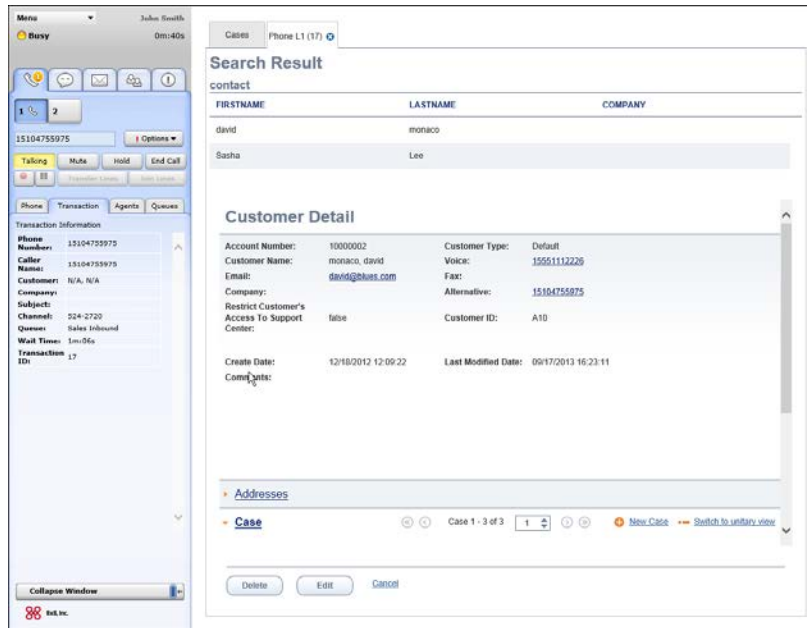 Menu
John Smith
Busy
0m:40s
1
2
15104755975
Options
Talking
Mute
Hold
End Call
Transfer Lines
Join Lines
Phone
Transaction
Agents
Queues
Transaction Information
Phone Number: 15104755975
Caller Name: 15104755975
Customer: N/A, N/A
Company:
Subject:
Channel: 524-2720
Queue: Sales Inbound
Wait Time: 1m:06s
Transaction ID: 17
Collapse Window
8x8, Inc.
Cases
Phone L1 (17)
Search Result
contact
FIRSTNAME LASTNAME COMPANY
david monaco
Sasha Lee
Customer Detail
Account Number: 10000002 Customer Type: Default
Customer Name: monaco, david Voice: 15551112226
Email: david@blues.com Fax:
Company: Alternative: 15104755975
Restrict Customer's
Access To Support false Customer ID: A10
Center:
Create Date: 12/18/2012 12:09:22 Last Modified Date: 09/17/2013 16:23:11
Comments:
Addresses
Case Case 1 - 3 of 3 1 New Case Switch to unitary view
Delete Edit Cancel